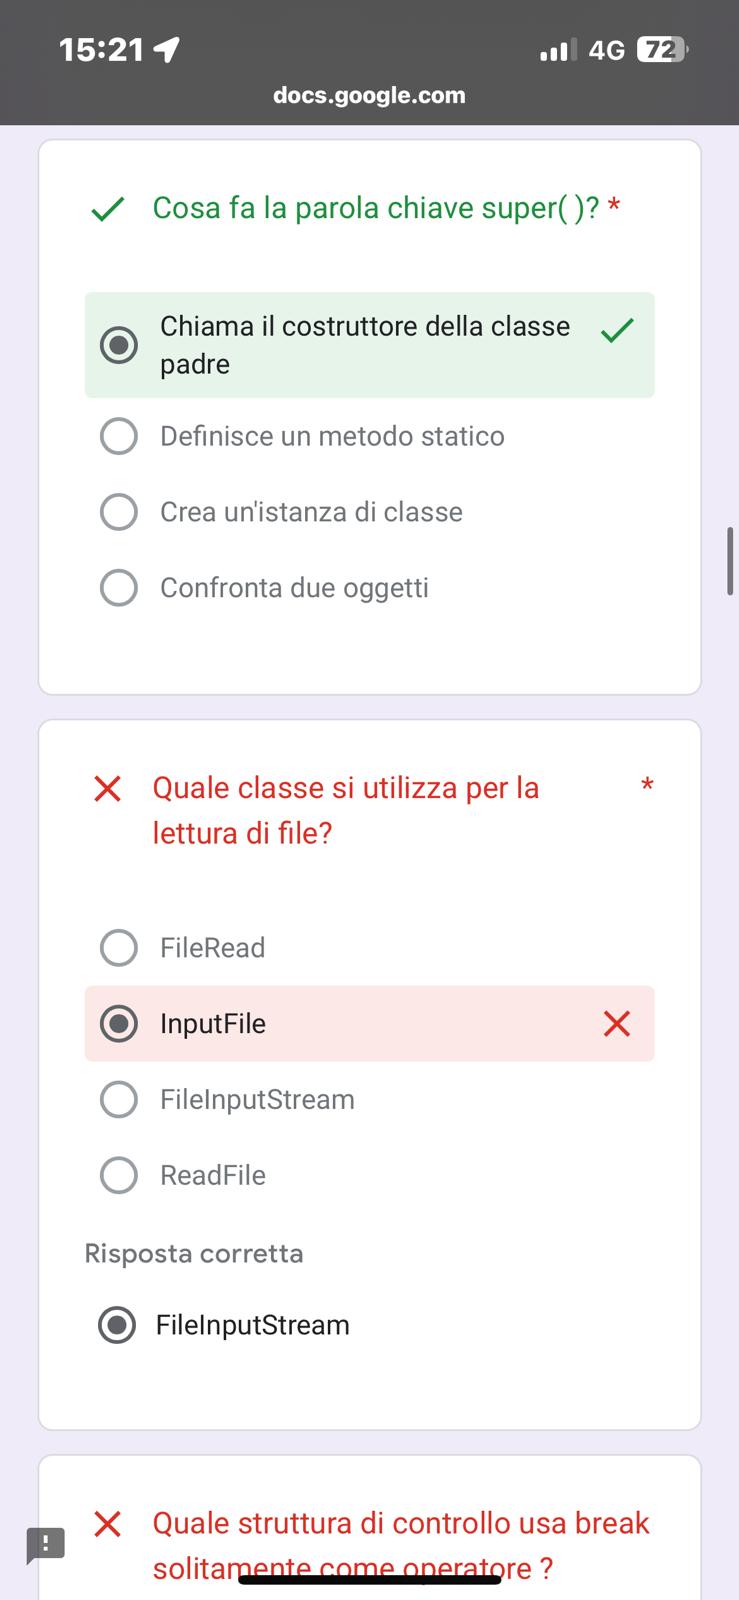 15:21
4G
72
docs.google.com
Cosa fa la parola chiave super( )? *
Chiama il costruttore della classe
padre
Definisce un metodo statico
Crea un'istanza di classe
Confronta due oggetti
Quale classe si utilizza per la *
lettura di file?
FileRead
InputFile
FileInputStream
ReadFile
Risposta corretta
FileInputStream
Quale struttura di controllo usa break
solitamente come operatore ?